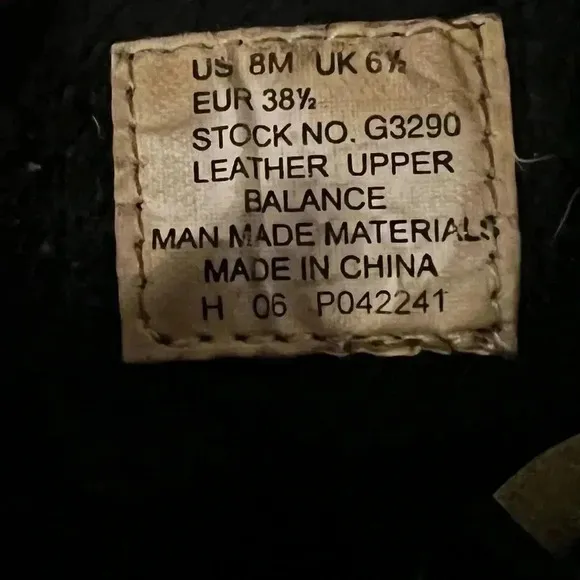 US 8M UK 6½
EUR 38½
STOCK NO. G3290
LEATHER UPPER
BALANCE
MAN MADE MATERIALS
MADE IN CHINA
H 06 P042241